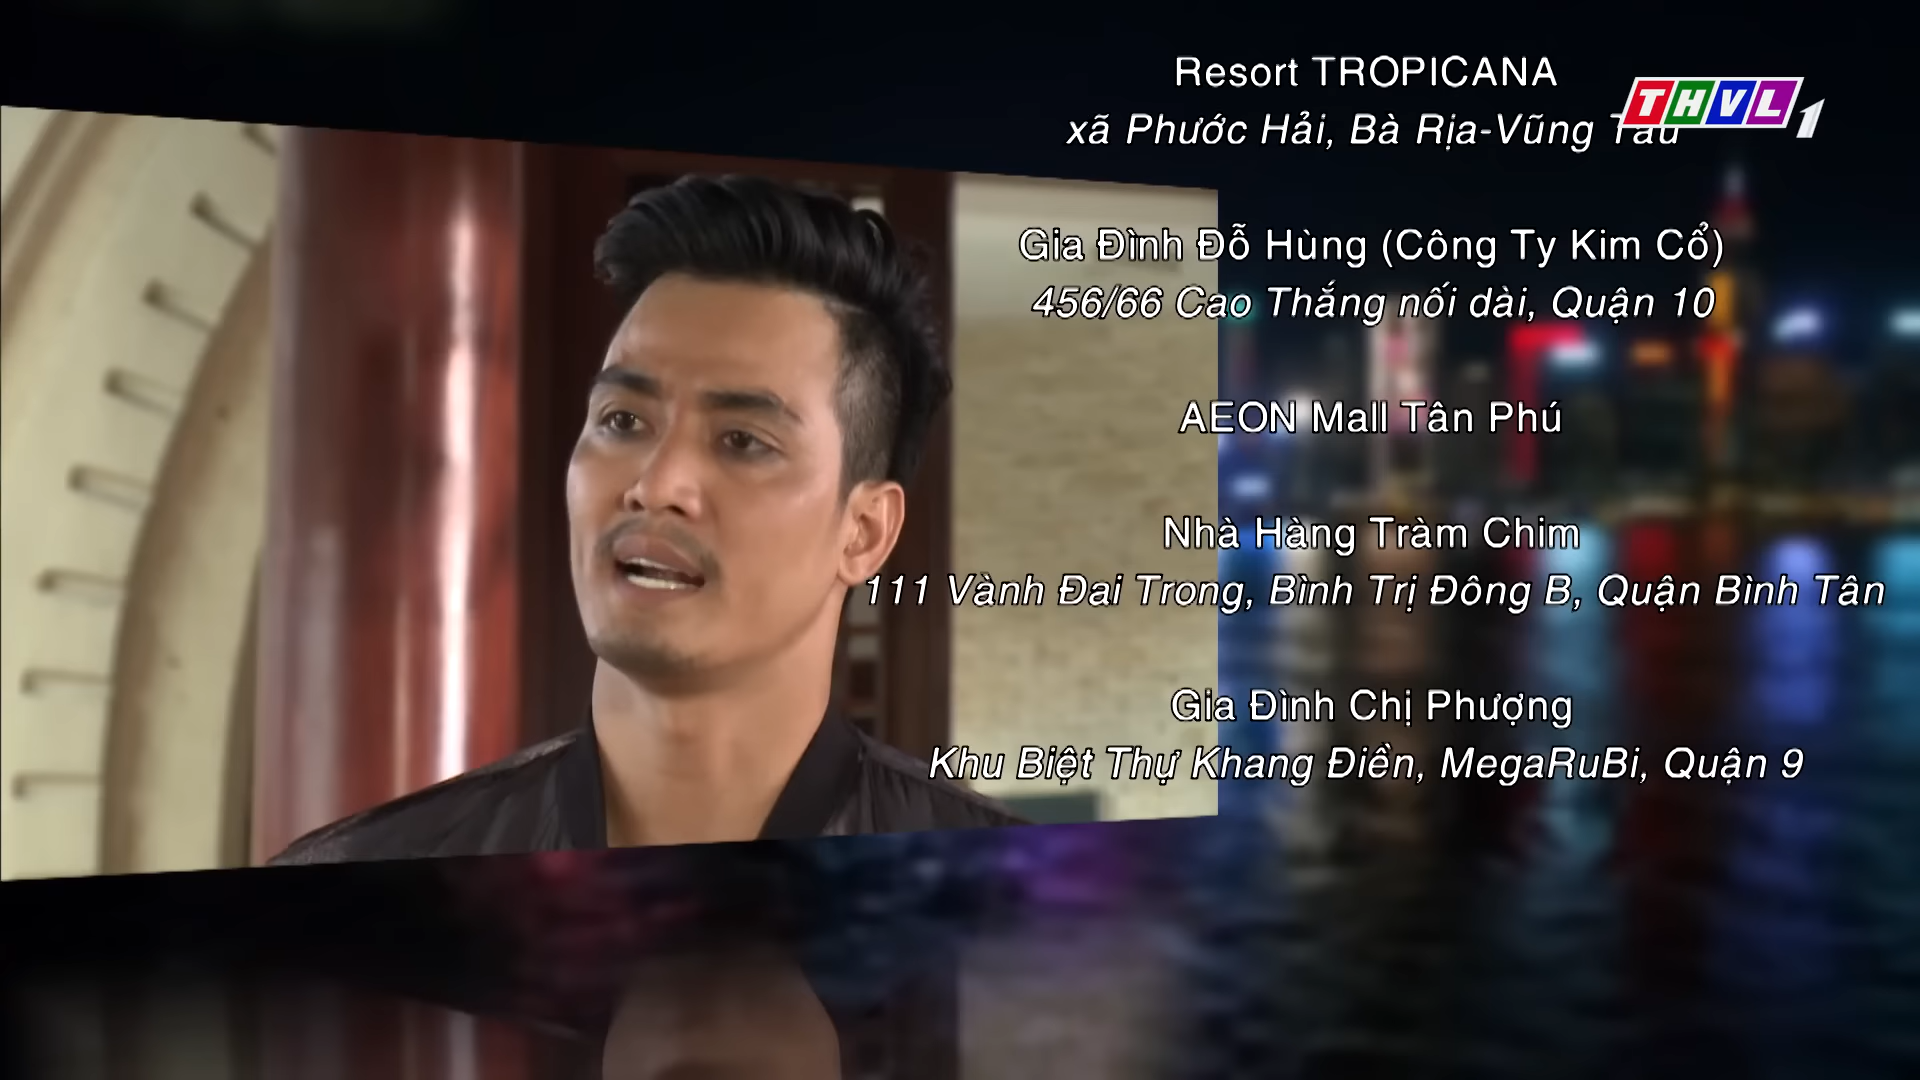 Resort TROPICANA
THVL1
xã Phước Hải, Bà Rịa-Vũng Tàu
Gia Đình Đỗ Hùng (Công Ty Kim Cổ)
456/66 Cao Thắng nối dài, Quận 10
AEON Mall Tân Phú
Nhà Hàng Tràm Chim
111 Vành Đai Trong, Bình Trị Đông B, Quận Bình Tân
Gia Đình Chị Phượng
Khu Biệt Thự Khang Điền, MegaRuBi, Quận 9